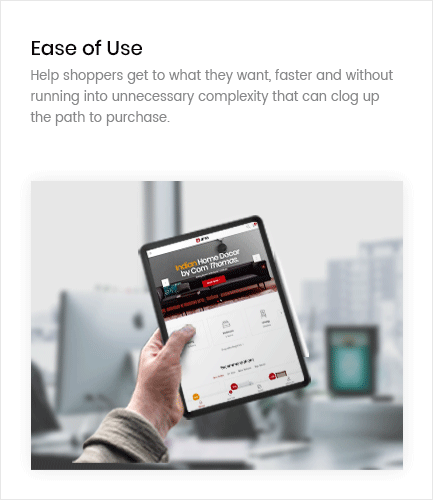 Ease of Use
Help shoppers get to what they want, faster and without
running into unnecessary complexity that can clog up
the path to purchase.
Indian Home Decor
by Com Thomas.